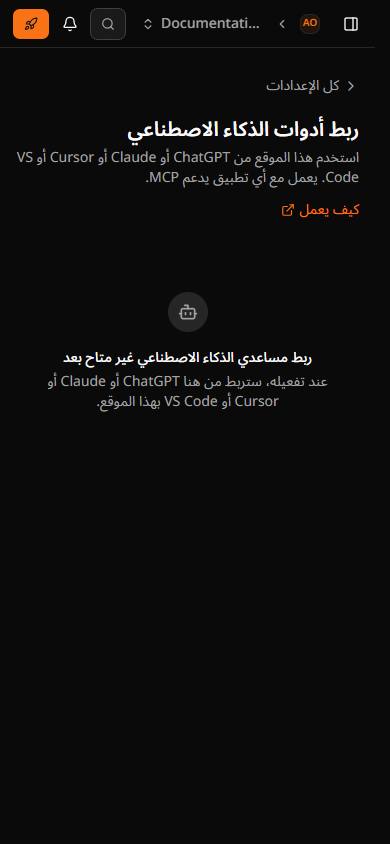 AO
Documentati...
كل الإعدادات
ربط أدوات الذكاء الاصطناعي
استخدم هذا الموقع من ChatGPT أو Claude أو Cursor أو VS
Code. يعمل مع أي تطبيق يدعم MCP.
كيف يعمل
ربط مساعدي الذكاء الاصطناعي غير متاح بعد
عند تفعيله، ستربط من هنا ChatGPT أو Claude أو
Cursor أو VS Code بهذا الموقع.